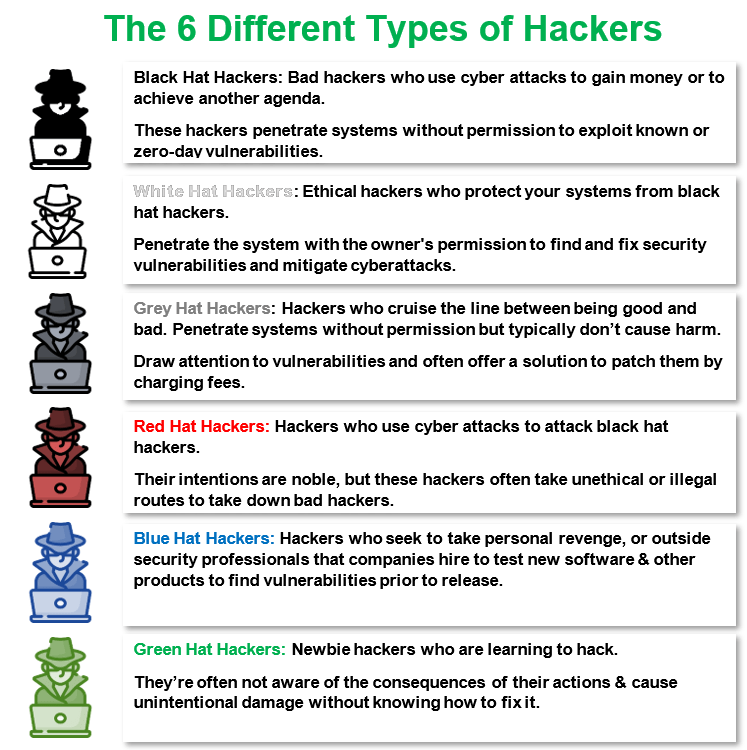 The 6 Different Types of Hackers
Black Hat Hackers: Bad hackers who use cyber attacks to gain money or to
achieve another agenda.
These hackers penetrate systems without permission to exploit known or
zero-day vulnerabilities.
White Hat Hackers: Ethical hackers who protect your systems from black
hat hackers.
Penetrate the system with the owner's permission to find and fix security
vulnerabilities and mitigate cyberattacks.
Grey Hat Hackers: Hackers who cruise the line between being good and
bad. Penetrate systems without permission but typically don’t cause harm.
Draw attention to vulnerabilities and often offer a solution to patch them by
charging fees.
Red Hat Hackers: Hackers who use cyber attacks to attack black hat
hackers.
Their intentions are noble, but these hackers often take unethical or illegal
routes to take down bad hackers.
Blue Hat Hackers: Hackers who seek to take personal revenge, or outside
security professionals that companies hire to test new software & other
products to find vulnerabilities prior to release.
Green Hat Hackers: Newbie hackers who are learning to hack.
They’re often not aware of the consequences of their actions & cause
unintentional damage without knowing how to fix it.